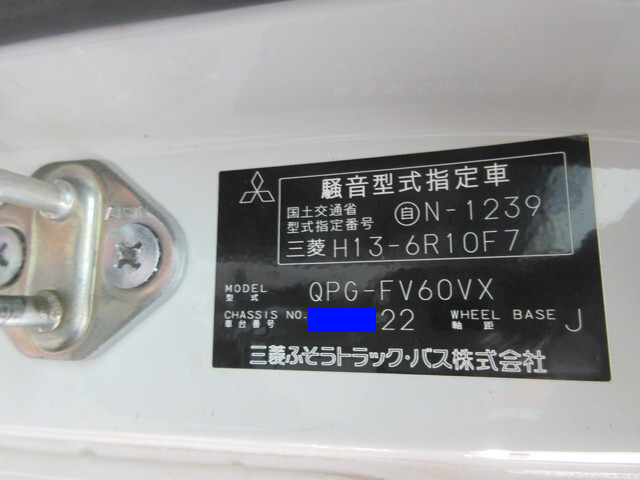 騒音型式指定車
国土交通省
型式指定番号 自N-1239
三菱 H13-6R10F7
MODEL
型式 QPG-FV60VX
CHASSIS NO. 22 WHEEL BASE J
車台番号 軸距
三菱ふそうトラック・バス株式会社